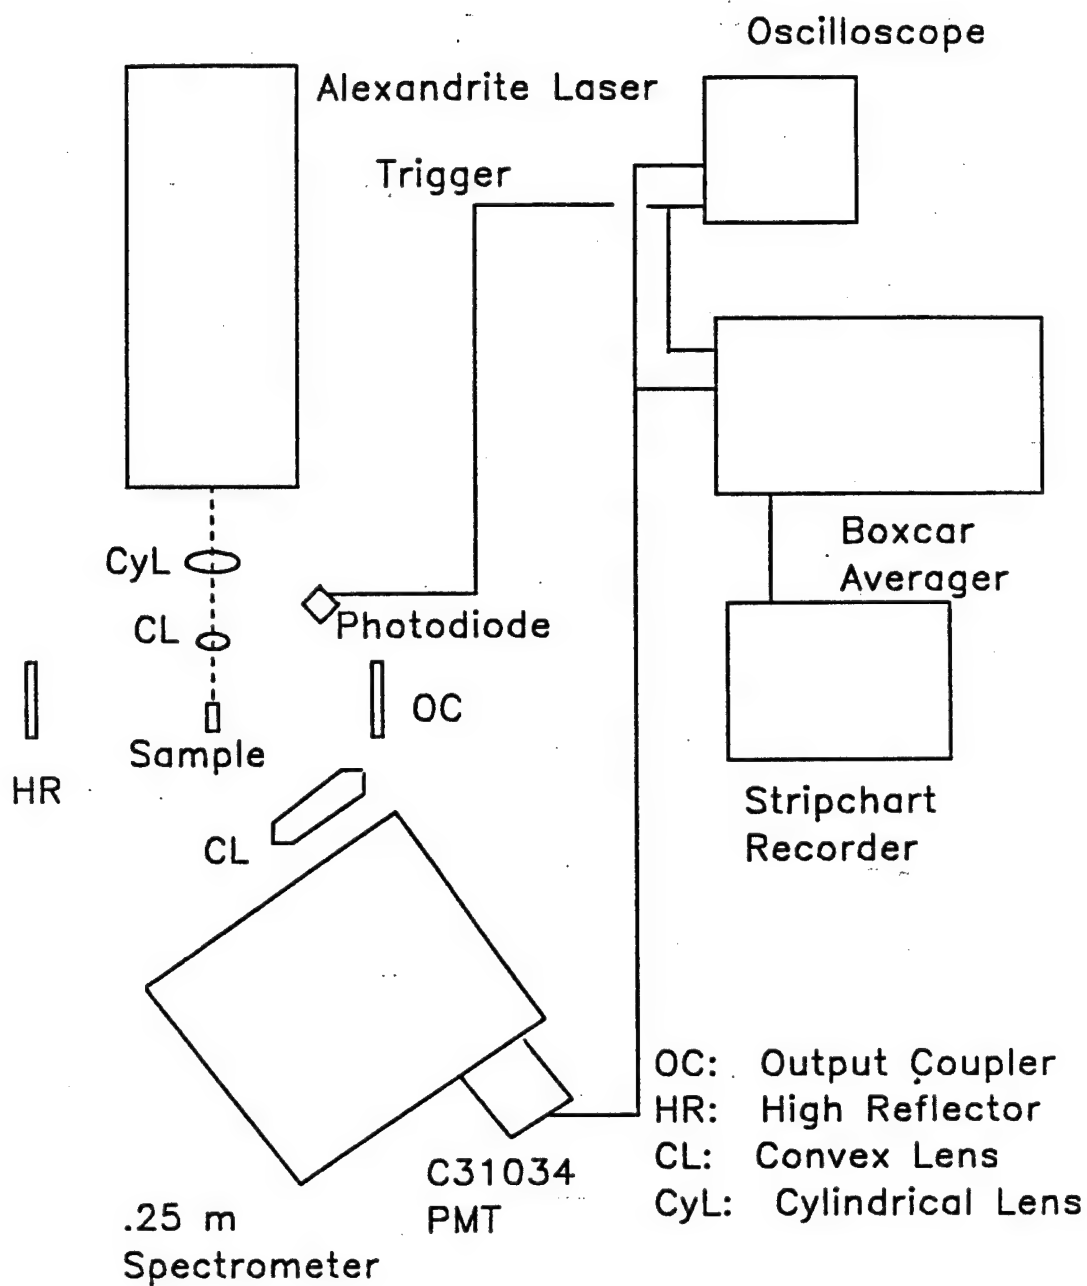 Oscilloscope
Alexandrite Laser
Trigger
Boxcar
Averager
CyL
Photodiode
CL
OC
Sample
HR
Stripchart
Recorder
CL
OC: Output Coupler
HR: High Reflector
CL: Convex Lens
CyL: Cylindrical Lens
C31034
PMT
.25 m
Spectrometer